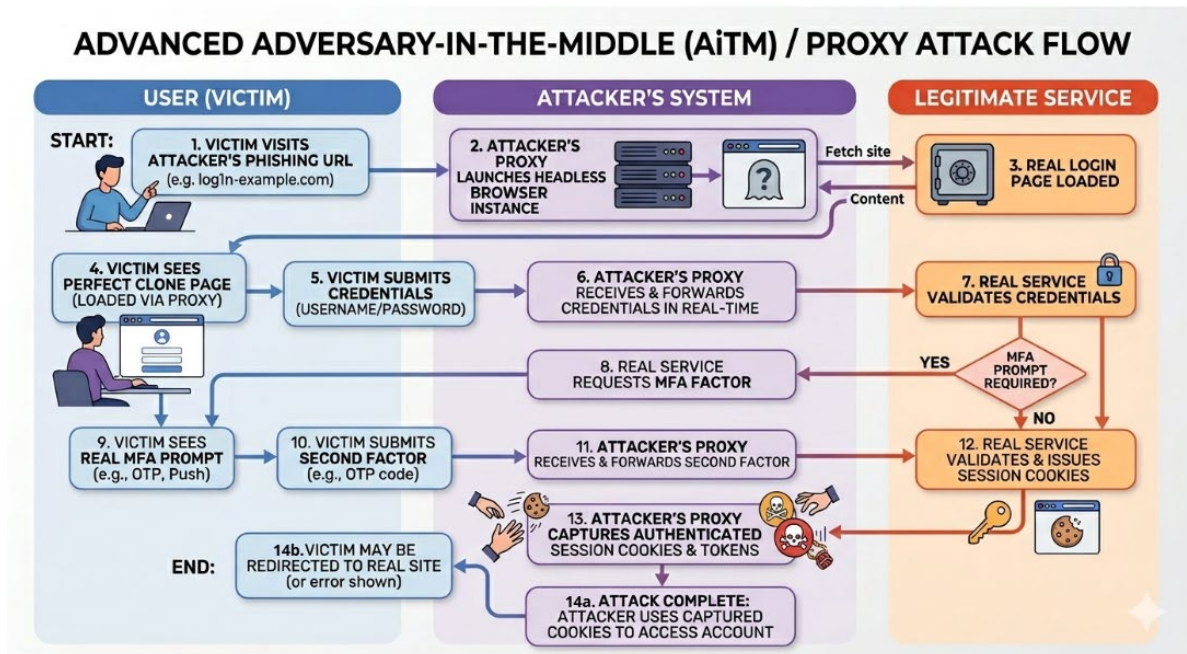 ADVANCED ADVERSARY-IN-THE-MIDDLE (AiTM) / PROXY ATTACK FLOW
USER (VICTIM)
ATTACKER'S SYSTEM
LEGITIMATE SERVICE
START:
1. VICTIM VISITS
ATTACKER'S PHISHING URL
(e.g. log1n-example.com)
2. ATTACKER'S
PROXY
LAUNCHES HEADLESS
BROWSER
INSTANCE
?
Fetch site
Content
3. REAL LOGIN
PAGE LOADED
4. VICTIM SEES
PERFECT CLONE PAGE
(LOADED VIA PROXY)
5. VICTIM SUBMITS
CREDENTIALS
(USERNAME/PASSWORD)
6. ATTACKER'S PROXY
RECEIVES & FORWARDS
CREDENTIALS IN REAL-TIME
7. REAL SERVICE
VALIDATES CREDENTIALS
MFA
PROMPT
REQUIRED?
YES
NO
8. REAL SERVICE
REQUESTS MFA FACTOR
9. VICTIM SEES
REAL MFA PROMPT
(e.g., OTP, Push)
10. VICTIM SUBMITS
SECOND FACTOR
(e.g., OTP code)
11. ATTACKER'S PROXY
RECEIVES & FORWARDS SECOND FACTOR
12. REAL SERVICE
VALIDATES & ISSUES
SESSION COOKIES
13. ATTACKER'S PROXY
CAPTURES AUTHENTICATED
SESSION COOKIES & TOKENS
14a. ATTACK COMPLETE:
ATTACKER USES CAPTURED
COOKIES TO ACCESS ACCOUNT
END:
14b.VICTIM MAY BE
REDIRECTED TO REAL SITE
(or error shown)